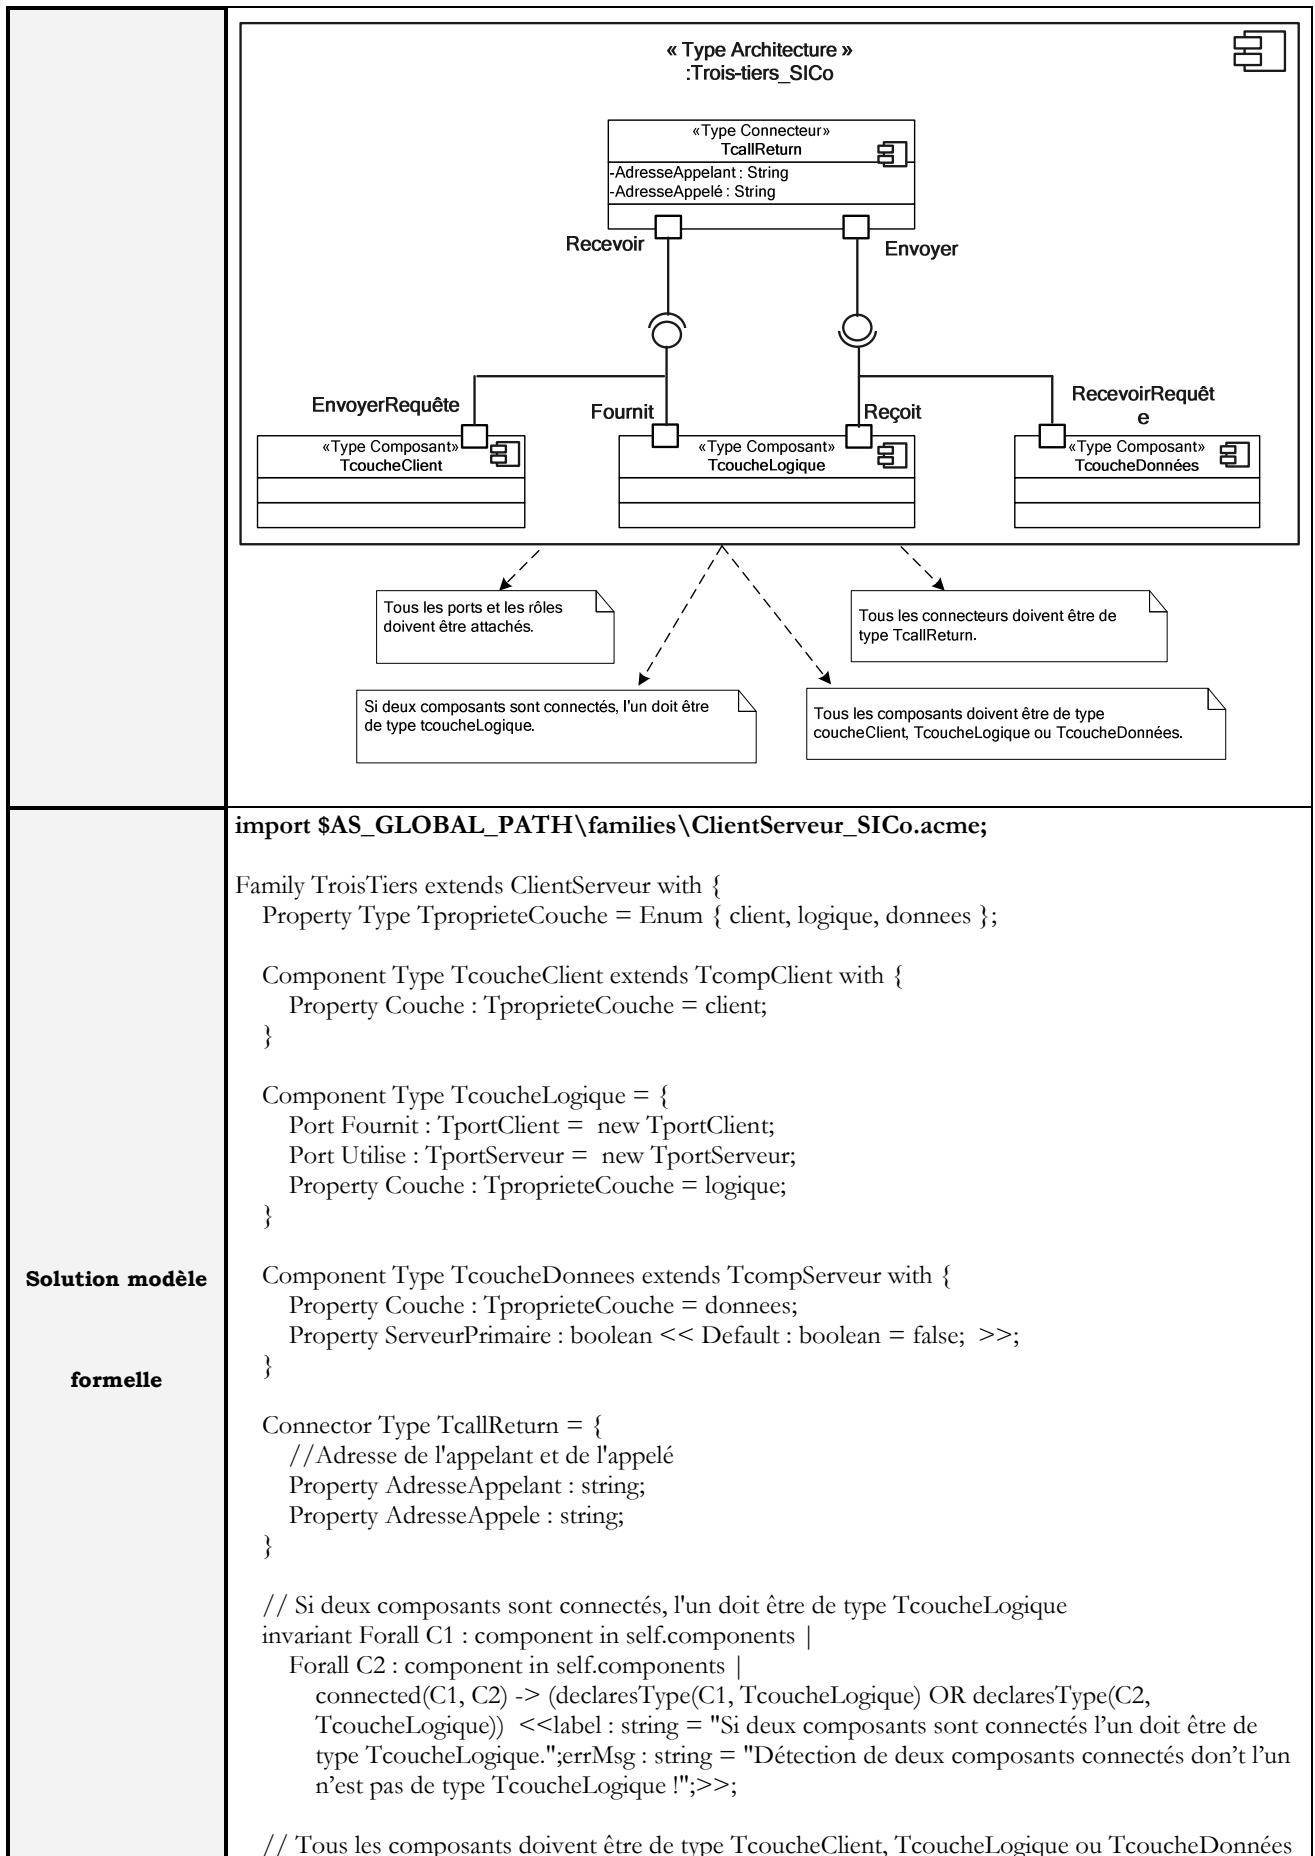 « Type Architecture »
:Trois-tiers_SICo
«Type Connecteur»
TcallReturn
-AdresseAppelant : String
-AdresseAppelé : String
Recevoir
Envoyer
EnvoyerRequête
Fournit
Reçoit
RecevoirRequêt
e
«Type Composant»
TcoucheClient
«Type Composant»
TcoucheLogique
«Type Composant»
TcoucheDonnées
Tous les ports et les rôles
doivent être attachés.
Tous les connecteurs doivent être de
type TcallReturn.
Si deux composants sont connectés, l'un doit être
de type tcoucheLogique.
Tous les composants doivent être de type
coucheClient, TcoucheLogique ou TcoucheDonnées.
Solution modèle
formelle
import $AS_GLOBAL_PATH\families\ClientServeur_SICo.acme;
Family TroisTiers extends ClientServeur with {
Property Type TproprieteCouche = Enum { client, logique, donnees };
Component Type TcoucheClient extends TcompClient with {
Property Couche : TproprieteCouche = client;
}
Component Type TcoucheLogique = {
Port Fournit : TportClient =  new TportClient;
Port Utilise : TportServeur =  new TportServeur;
Property Couche : TproprieteCouche = logique;
}
Component Type TcoucheDonnees extends TcompServeur with {
Property Couche : TproprieteCouche = donnees;
Property ServeurPrimaire : boolean << Default : boolean = false;  >>;
}
Connector Type TcallReturn = {
//Adresse de l'appelant et de l'appelé
Property AdresseAppelant : string;
Property AdresseAppele : string;
}
// Si deux composants sont connectés, l'un doit être de type TcoucheLogique
invariant Forall C1 : component in self.components |
Forall C2 : component in self.components |
connected(C1, C2) -> (declaresType(C1, TcoucheLogique) OR declaresType(C2,
TcoucheLogique))  <<label : string = "Si deux composants sont connectés l’un doit être de
type TcoucheLogique.";errMsg : string = "Détection de deux composants connectés don’t l’un
n’est pas de type TcoucheLogique !";>>;
// Tous les composants doivent être de type TcoucheClient, TcoucheLogique ou TcoucheDonnées